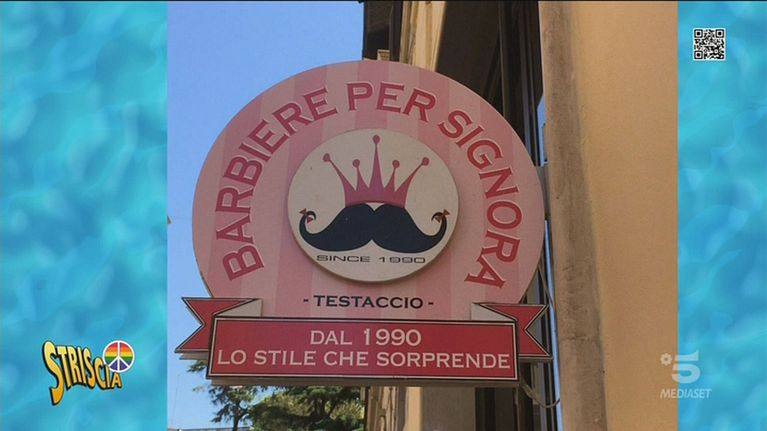 BARBIERE PER SIGNORA
SINCE 1990
- TESTACCIO -
DAL 1990
LO STILE CHE SORPRENDE
STRISCIA
5
MEDIASET